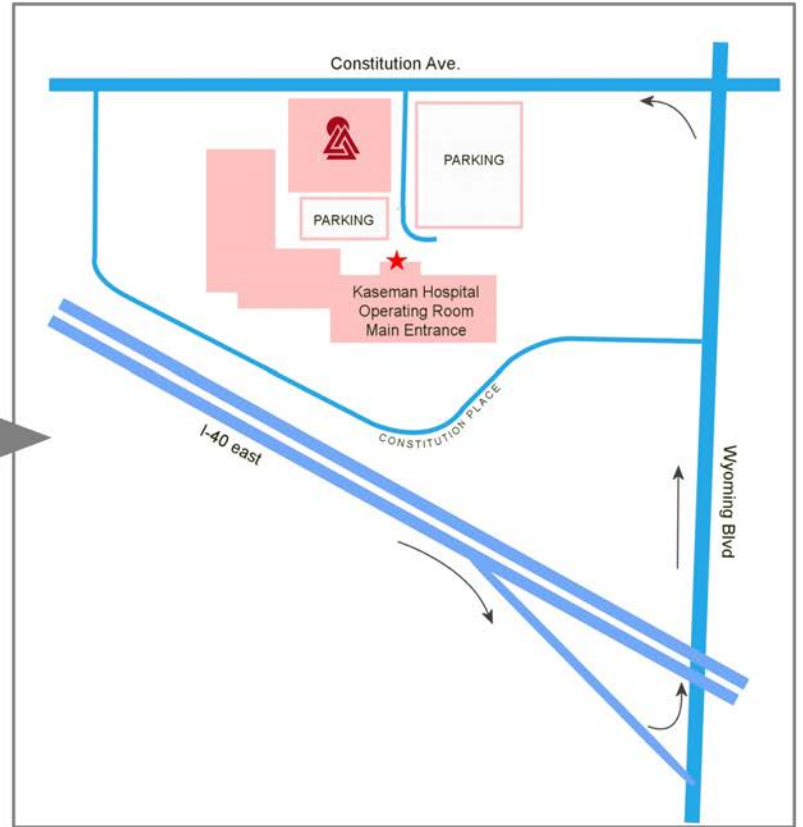 Constitution Ave.
PARKING
PARKING
Kaseman Hospital
Operating Room
Main Entrance
CONSTITUTION PLACE
I-40 east
Wyoming Blvd